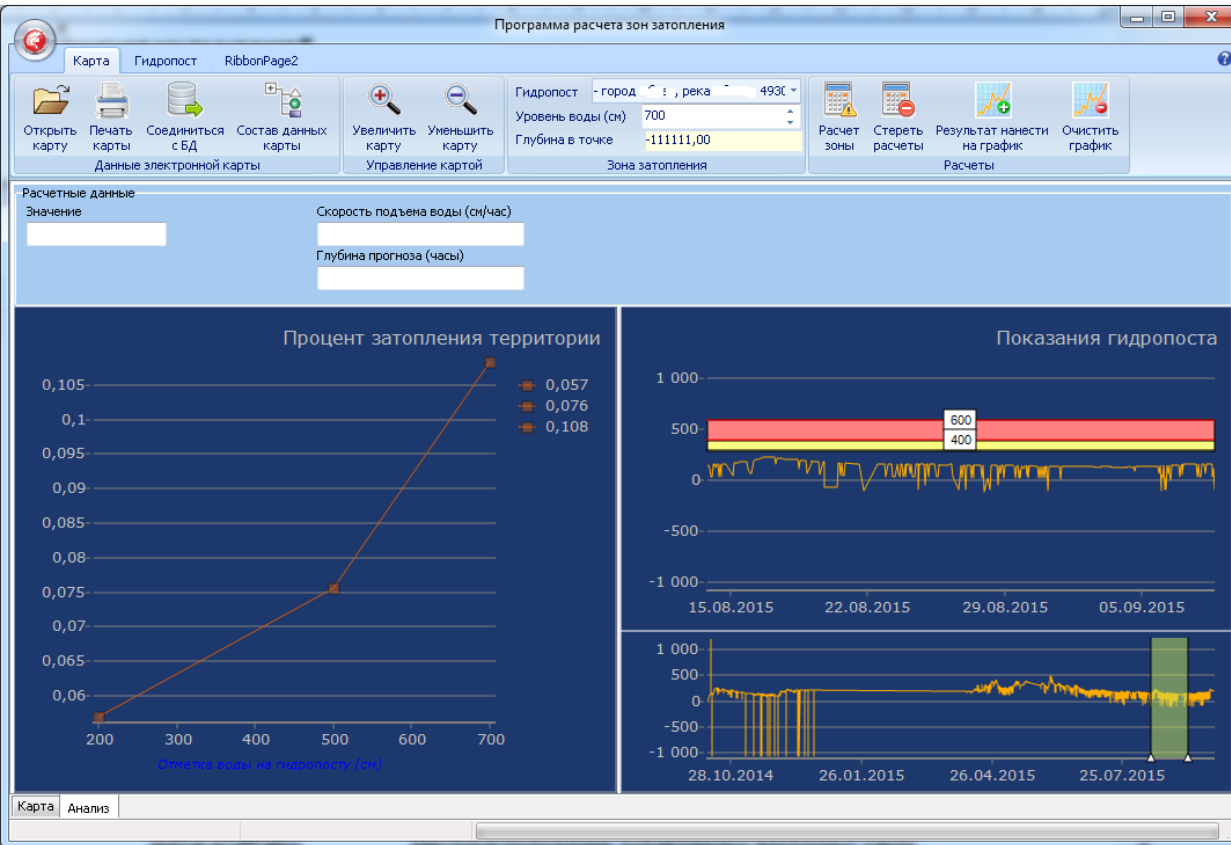 Программа расчета зон затопления
Карта Гидропост RibbonPage2
Открыть карту
Печать карты
Соединиться с БД
Состав данных карты
Данные электронной карты
Увеличить карту
Уменьшить карту
Управление картой
Гидропост - город , река 493
Уровень воды (см) 700
Глубина в точке -111111,00
Зона затопления
Расчет зоны
Стереть расчеты
Результат нанести на график
Очистить график
Расчеты
Расчетные данные
Значение
Скорость подъема воды (см/час)
Глубина прогноза (часы)
Процент затопления территории
0,105
0,1
0,095
0,09
0,085
0,08
0,075
0,07
0,065
0,06
200 300 400 500 600 700
Отметка воды на гидропосту (см)
0,057
0,076
0,108
Показания гидропоста
1 000
500
0
-500
-1 000
600
400
15.08.2015 22.08.2015 29.08.2015 05.09.2015
1 000
500
0
-500
-1 000
28.10.2014 26.01.2015 26.04.2015 25.07.2015
Карта Анализ